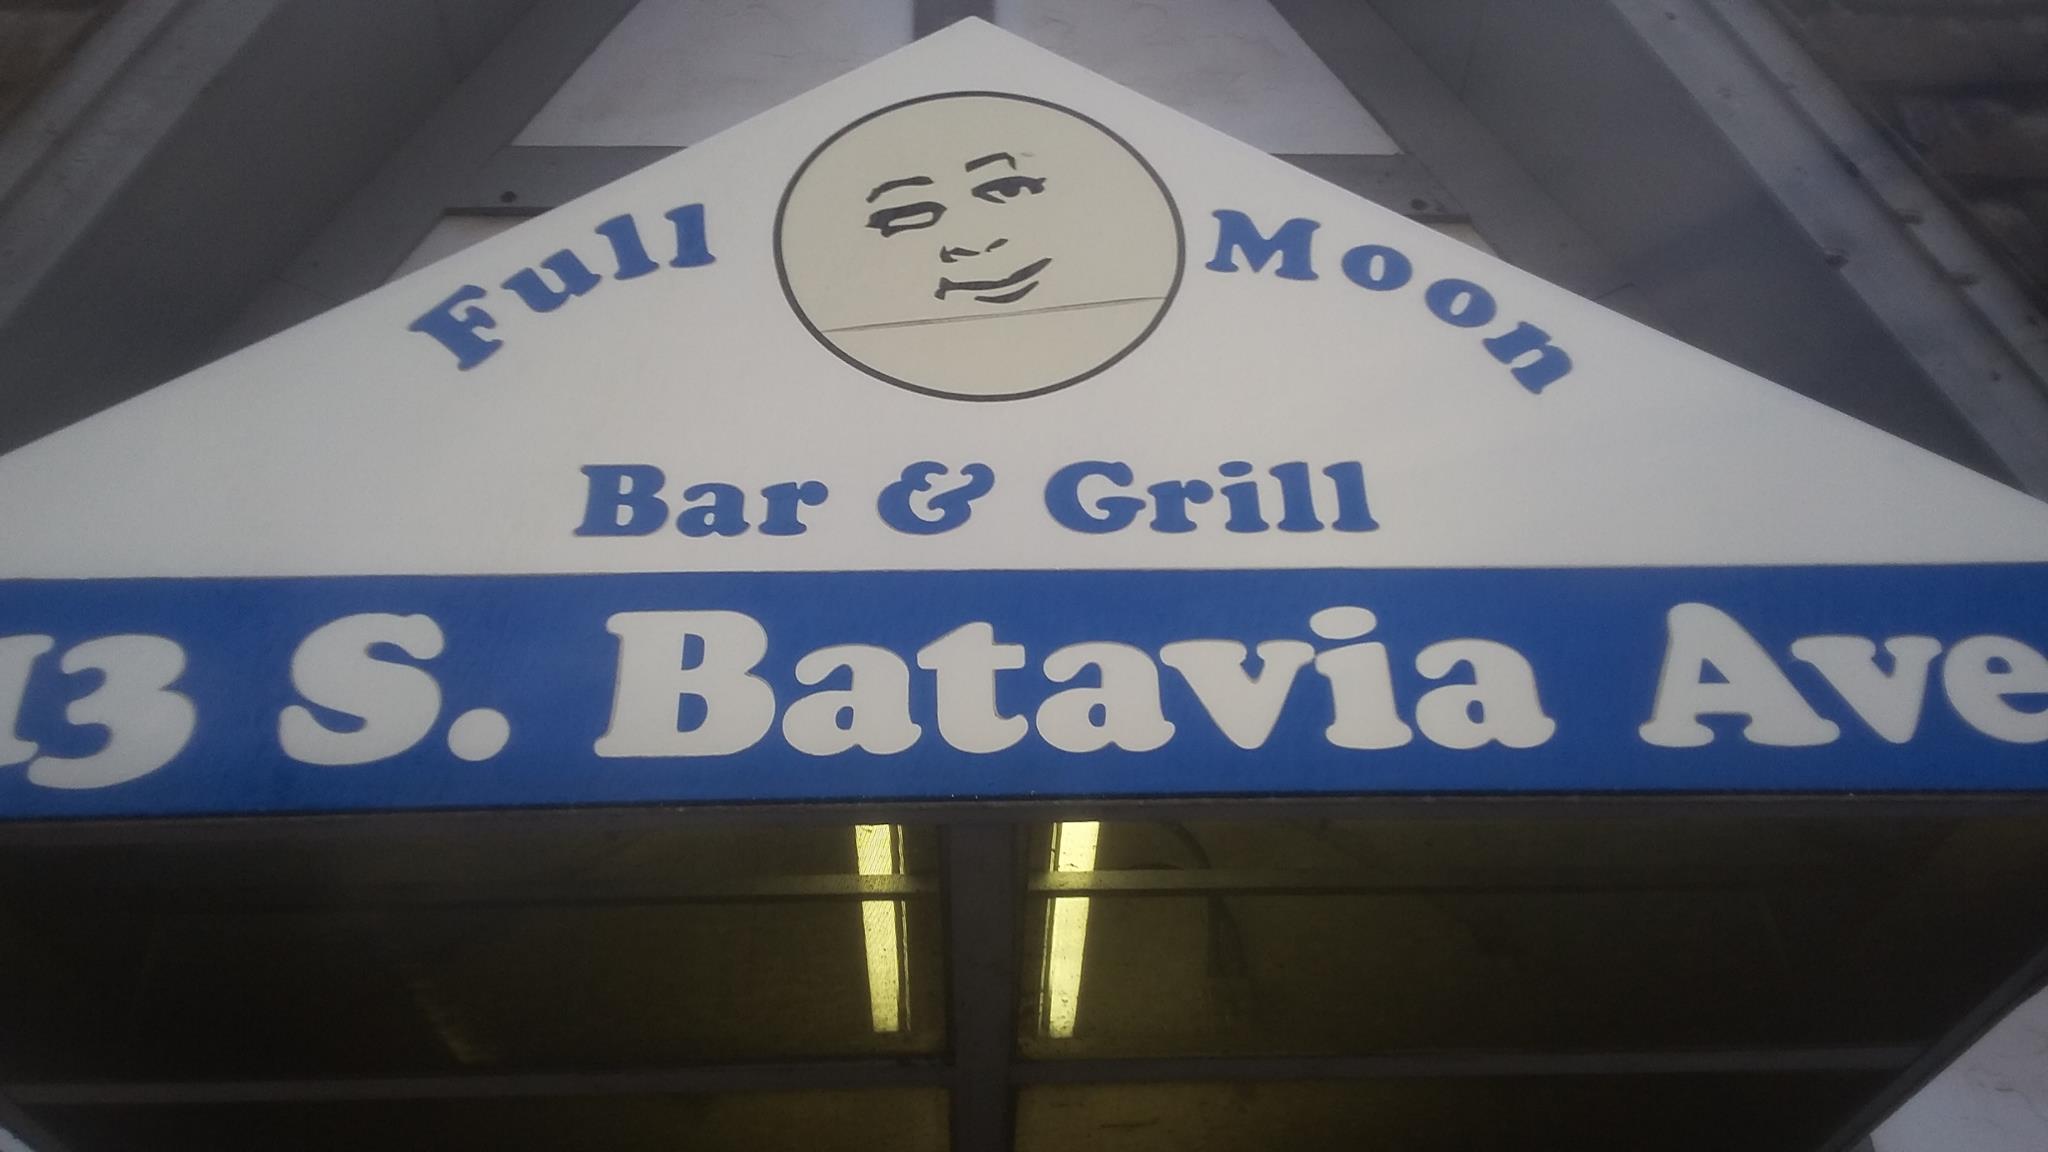 Full Moon
Bar & Grill
13 S. Batavia Ave